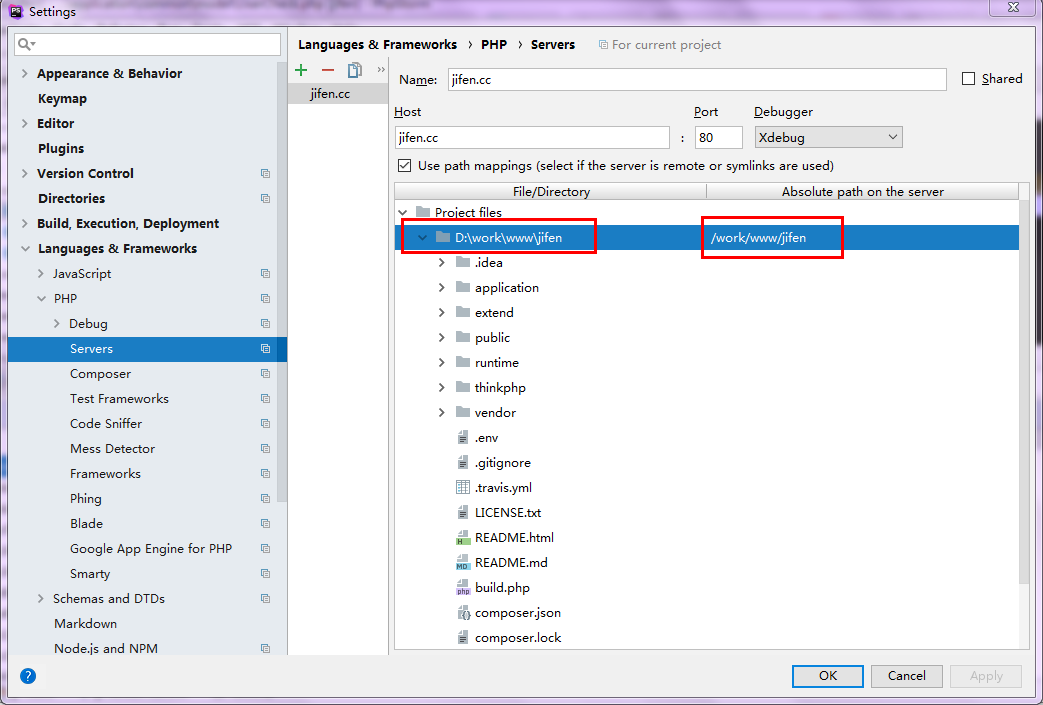 PS Settings
Languages & Frameworks › PHP › Servers For current project
Appearance & Behavior
Keymap
Editor
Plugins
Version Control
Directories
Build, Execution, Deployment
Languages & Frameworks
JavaScript
PHP
Debug
Servers
Composer
Test Frameworks
Code Sniffer
Mess Detector
Frameworks
Phing
Blade
Google App Engine for PHP
Smarty
Schemas and DTDs
Markdown
Node.js and NPM
jifen.cc
Name: jifen.cc Shared
Host Port Debugger
jifen.cc : 80 Xdebug
Use path mappings (select if the server is remote or symlinks are used)
File/Directory Absolute path on the server
Project files
D:\work\www\jifen /work/www/jifen
.idea
application
extend
public
runtime
thinkphp
vendor
.env
.gitignore
.travis.yml
LICENSE.txt
H README.html
MD README.md
php build.php
composer.json
composer.lock
? OK Cancel Apply